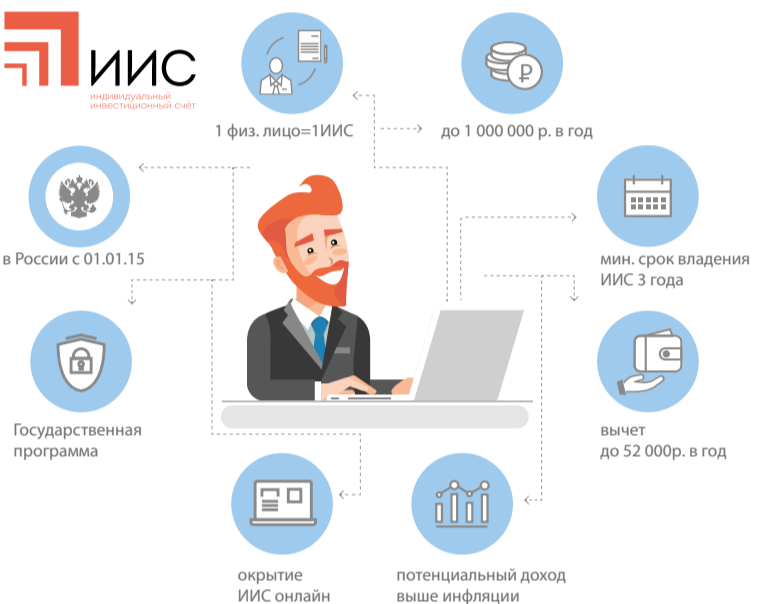 ИИС
индивидуальный
инвестиционный счёт
1 физ. лицо=1ИИС
до 1 000 000 р. в год
в России с 01.01.15
мин. срок владения
ИИС 3 года
Государственная
программа
вычет
до 52 000р. в год
окрытие
ИИС онлайн
потенциальный доход
выше инфляции